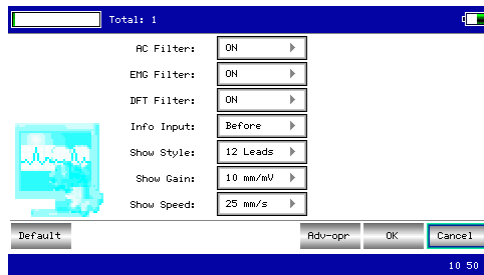 Total: 1
AC Filter: ON
EMG Filter: ON
DFT Filter: ON
Info Input: Before
Show Style: 12 Leads
Show Gain: 10 mm/mV
Show Speed: 25 mm/s
Default Adv-opr OK Cancel
10 50